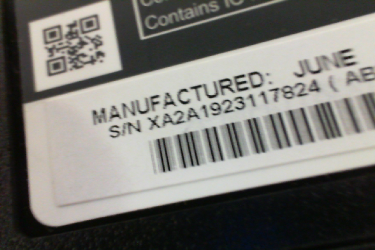 Contains IC
MANUFACTURED: JUNE
S/N XA2A1923117824 ( AB